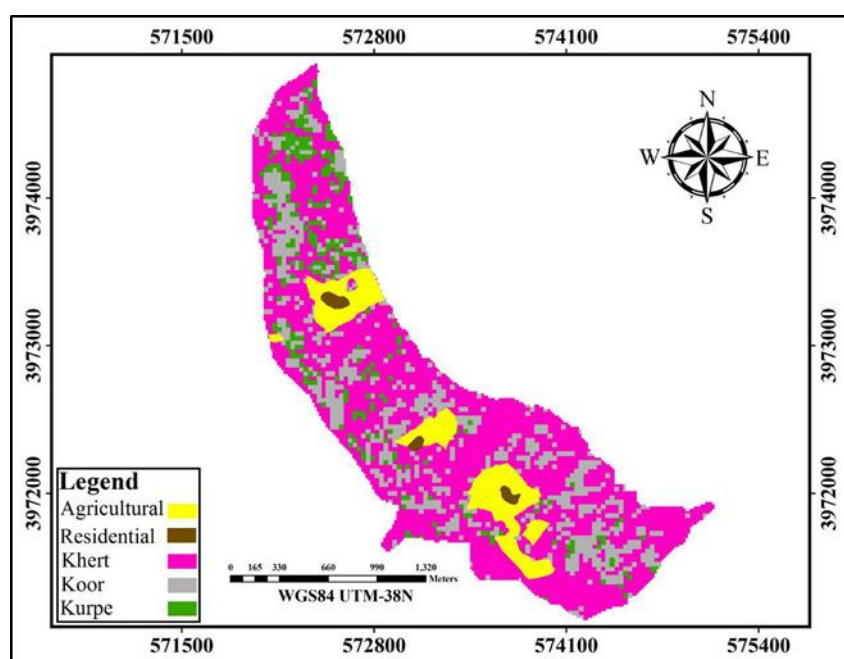 571500 572800 574100 575400
N
W E
S
3974000 3974000
3973000 3973000
3972000 3972000
Legend
Agricultural
Residential
Khert
Koor
Kurpe
0 165 330 660 990 1,320
Meters
WGS84 UTM-38N
571500 572800 574100 575400